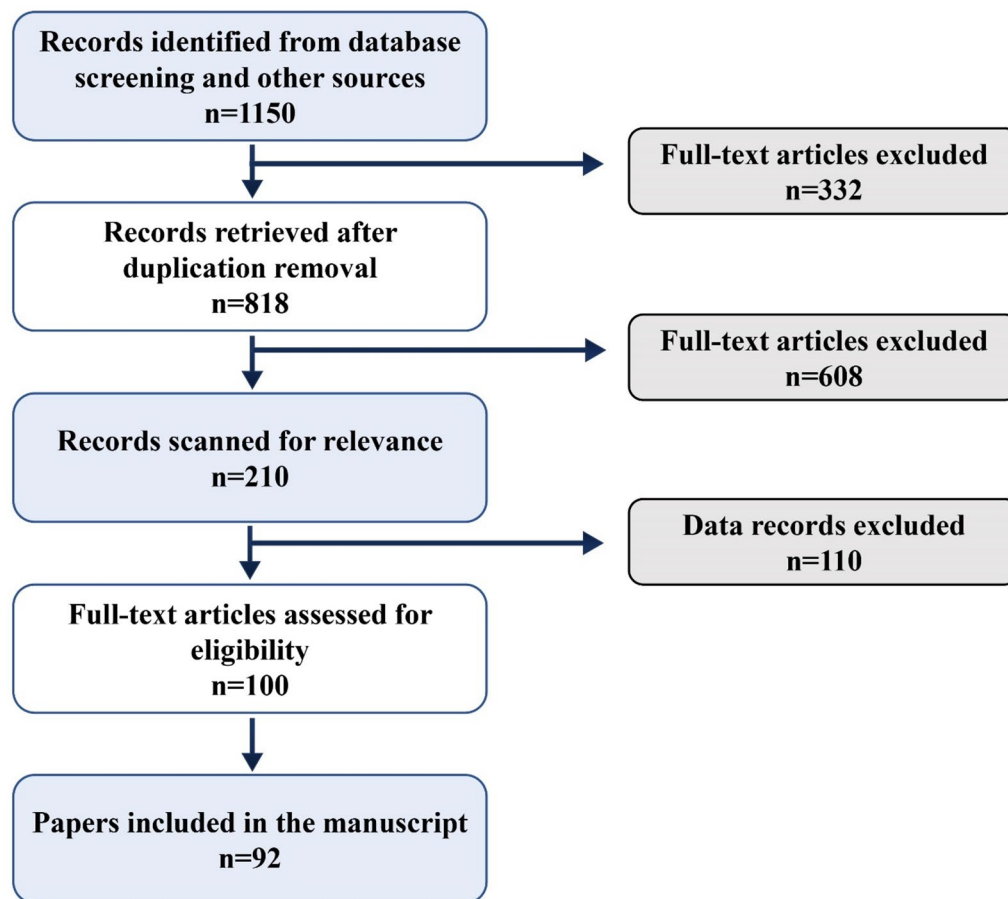 Records identified from database
screening and other sources
n=1150
Full-text articles excluded
n=332
Records retrieved after
duplication removal
n=818
Full-text articles excluded
n=608
Records scanned for relevance
n=210
Data records excluded
n=110
Full-text articles assessed for
eligibility
n=100
Papers included in the manuscript
n=92